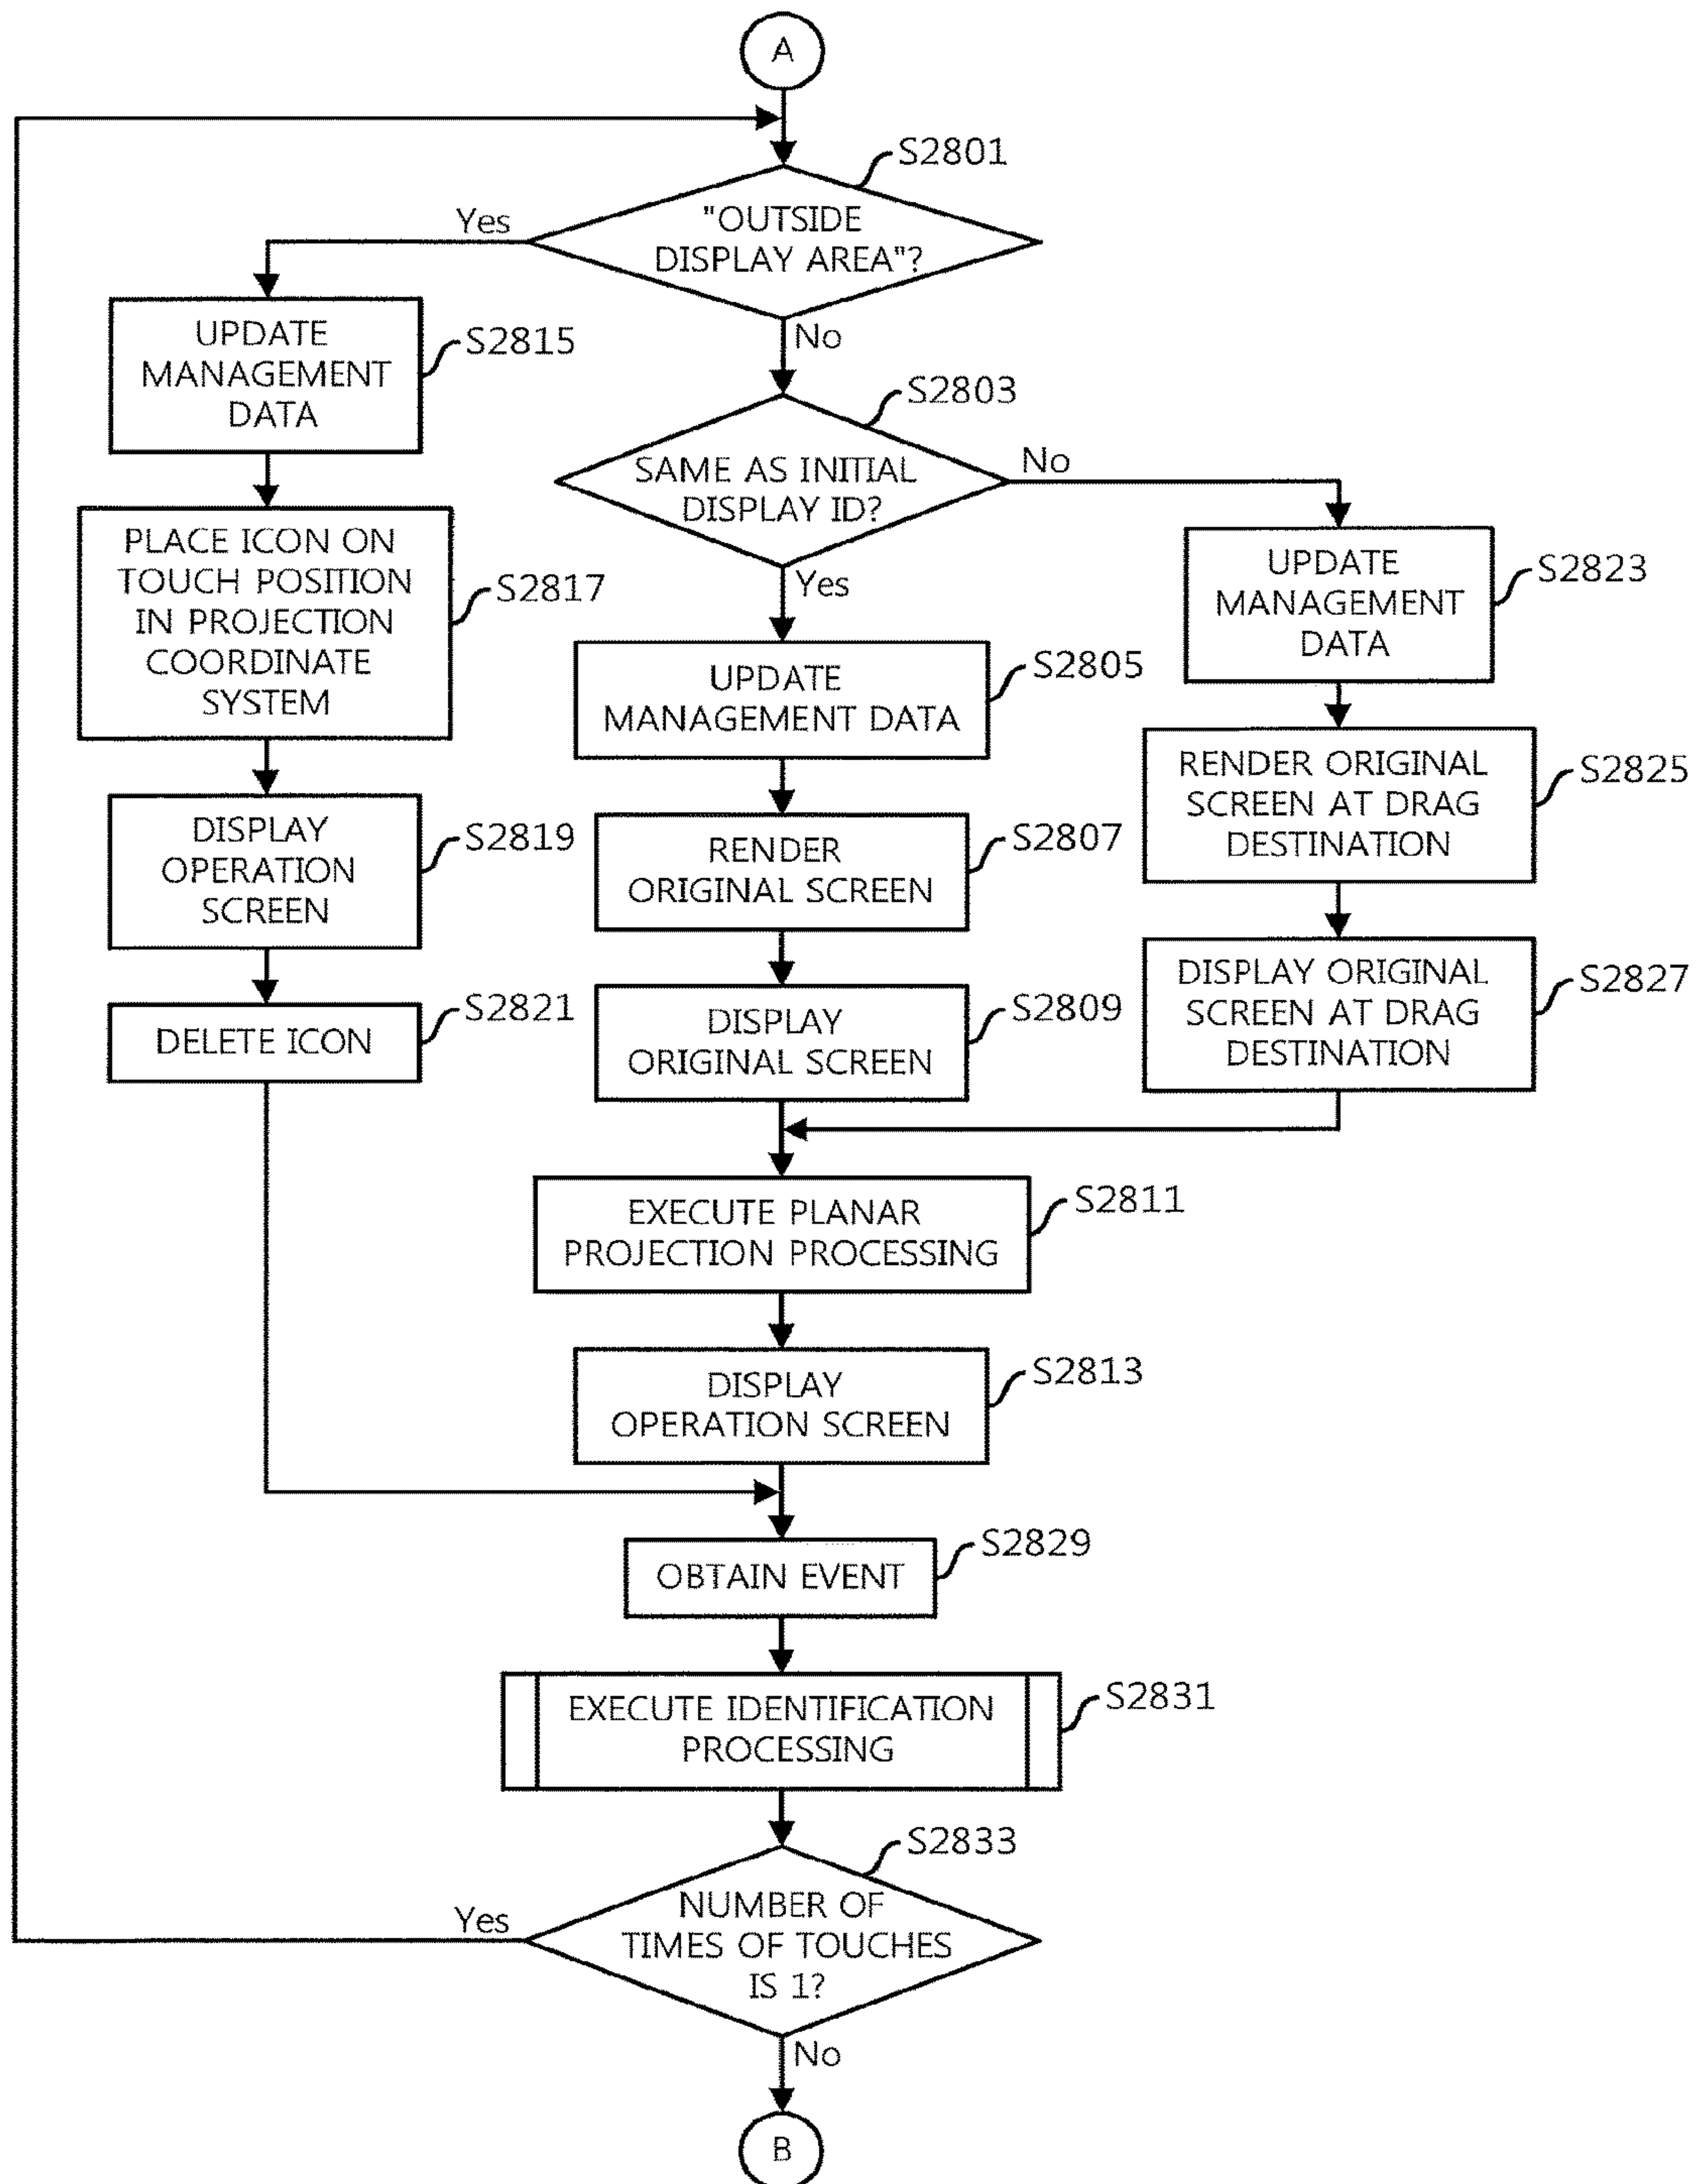 A
S2801
"OUTSIDE
DISPLAY AREA"?
Yes
No
UPDATE
MANAGEMENT
DATA
S2815
S2803
SAME AS INITIAL
DISPLAY ID?
No
Yes
PLACE ICON ON
TOUCH POSITION
IN PROJECTION
COORDINATE
SYSTEM
S2817
UPDATE
MANAGEMENT
DATA
S2823
UPDATE
MANAGEMENT DATA
S2805
RENDER ORIGINAL
SCREEN AT DRAG
DESTINATION
S2825
DISPLAY
OPERATION
SCREEN
S2819
RENDER
ORIGINAL SCREEN
S2807
DISPLAY ORIGINAL
SCREEN AT DRAG
DESTINATION
S2827
DELETE ICON
S2821
DISPLAY
ORIGINAL SCREEN
S2809
EXECUTE PLANAR
PROJECTION PROCESSING
S2811
DISPLAY
OPERATION SCREEN
S2813
OBTAIN EVENT
S2829
EXECUTE IDENTIFICATION
PROCESSING
S2831
S2833
NUMBER OF
TIMES OF TOUCHES
IS 1?
Yes
No
B